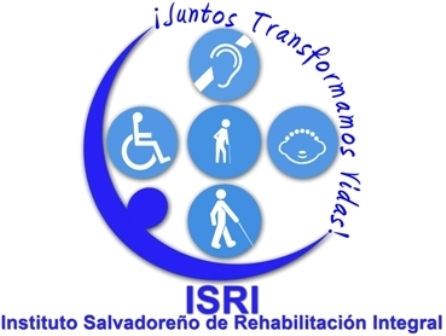 ¡Juntos Transformamos Vidas!
ISRI
Instituto Salvadoreño de Rehabilitación Integral